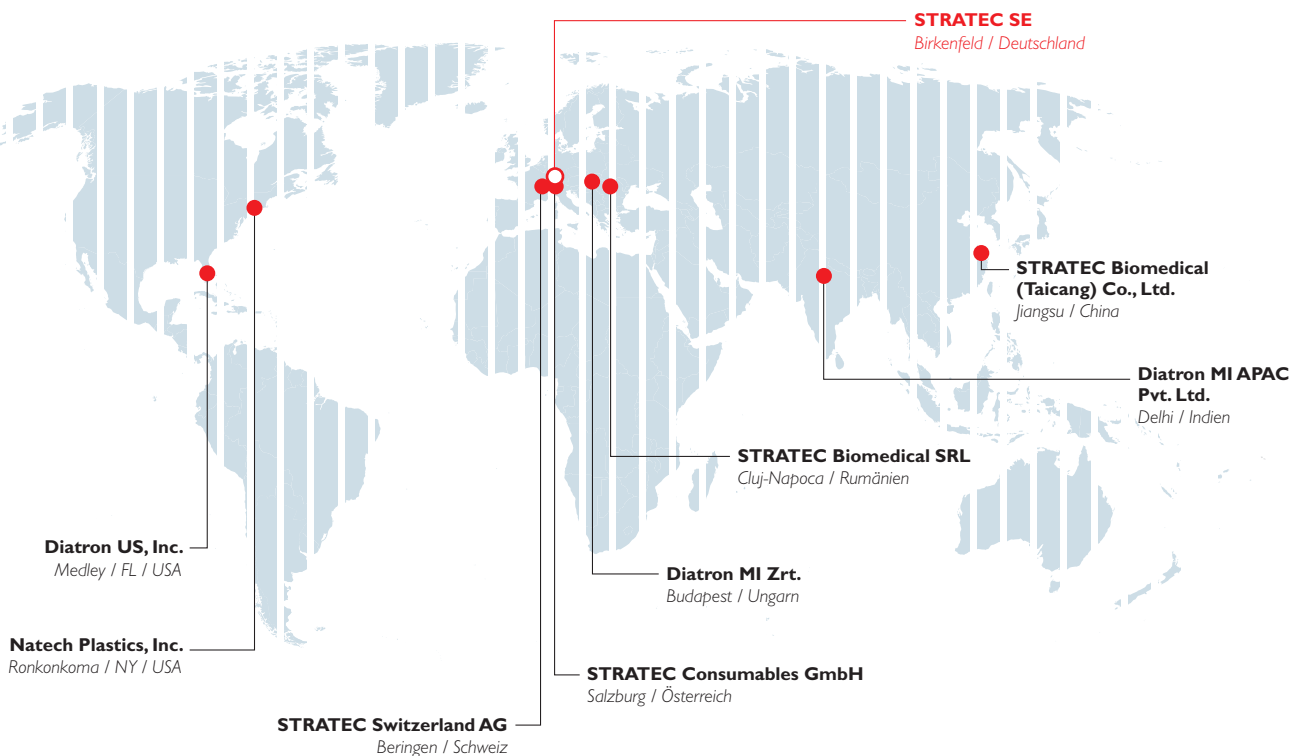 STRATEC SE
Birkenfeld / Deutschland
STRATEC Biomedical
(Taicang) Co., Ltd.
Jiangsu / China
Diatron MI APAC
Pvt. Ltd.
Delhi / Indien
STRATEC Biomedical SRL
Cluj-Napoca / Rumänien
Diatron US, Inc.
Medley / FL / USA
Diatron MI Zrt.
Budapest / Ungarn
Natech Plastics, Inc.
Ronkonkoma / NY / USA
STRATEC Consumables GmbH
Salzburg / Österreich
STRATEC Switzerland AG
Beringen / Schweiz